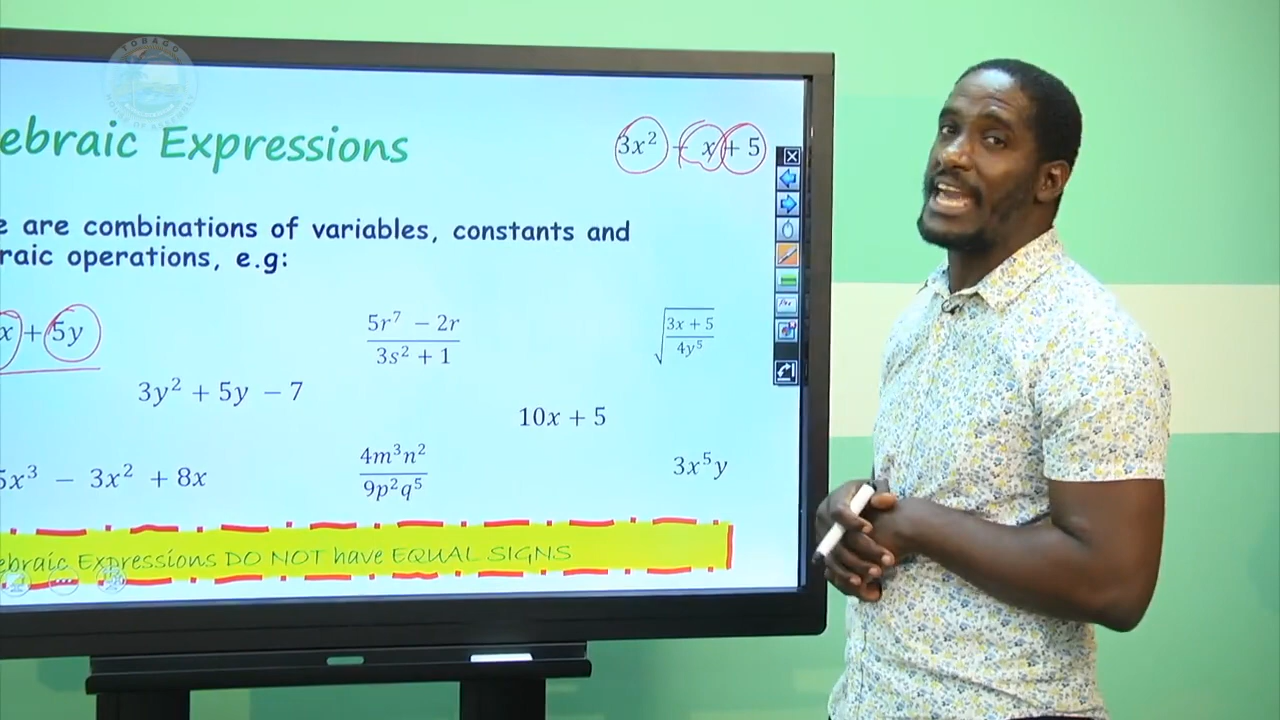 TOBAGO
ebraic Expressions
3x² − x + 5
e are combinations of variables, constants and
raic operations, e.g:
x + 5y
5r⁷ − 2r
3s² + 1
√
3x + 5
4y⁵
3y² + 5y − 7
10x + 5
5x³ − 3x² + 8x
4m³n²
9p²q⁵
3x⁵y
ebraic Expressions DO NOT have EQUAL SIGNS